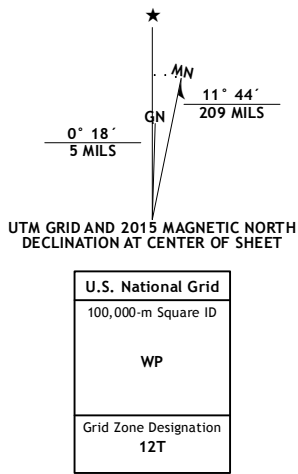 ★
MN
GN
11° 44´
209 MILS
0° 18´
5 MILS
UTM GRID AND 2015 MAGNETIC NORTH
DECLINATION AT CENTER OF SHEET
U.S. National Grid
100,000-m Square ID
WP
Grid Zone Designation
12T